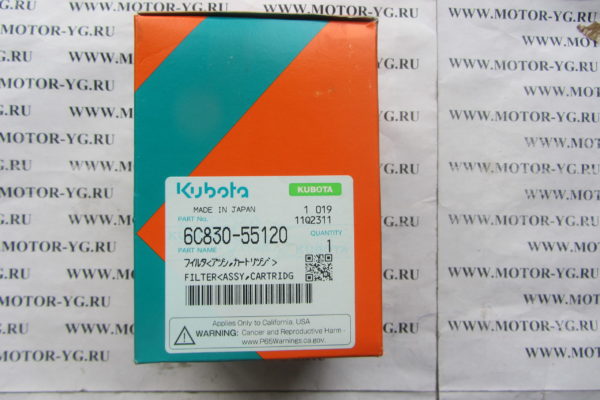 WWW.MOTOR-YG.RU
Kubota KUBOTA
MADE IN JAPAN 1 019
PART No. 11Q2311
6C830-55120 QUANTITY
PART NAME 1
フィルタ<アッシ,カートリッジ>
FILTER<ASSY,CARTRIDG
Applies Only to California, USA.
WARNING: Cancer and Reproductive Harm -
www.P65Warnings.ca.gov.